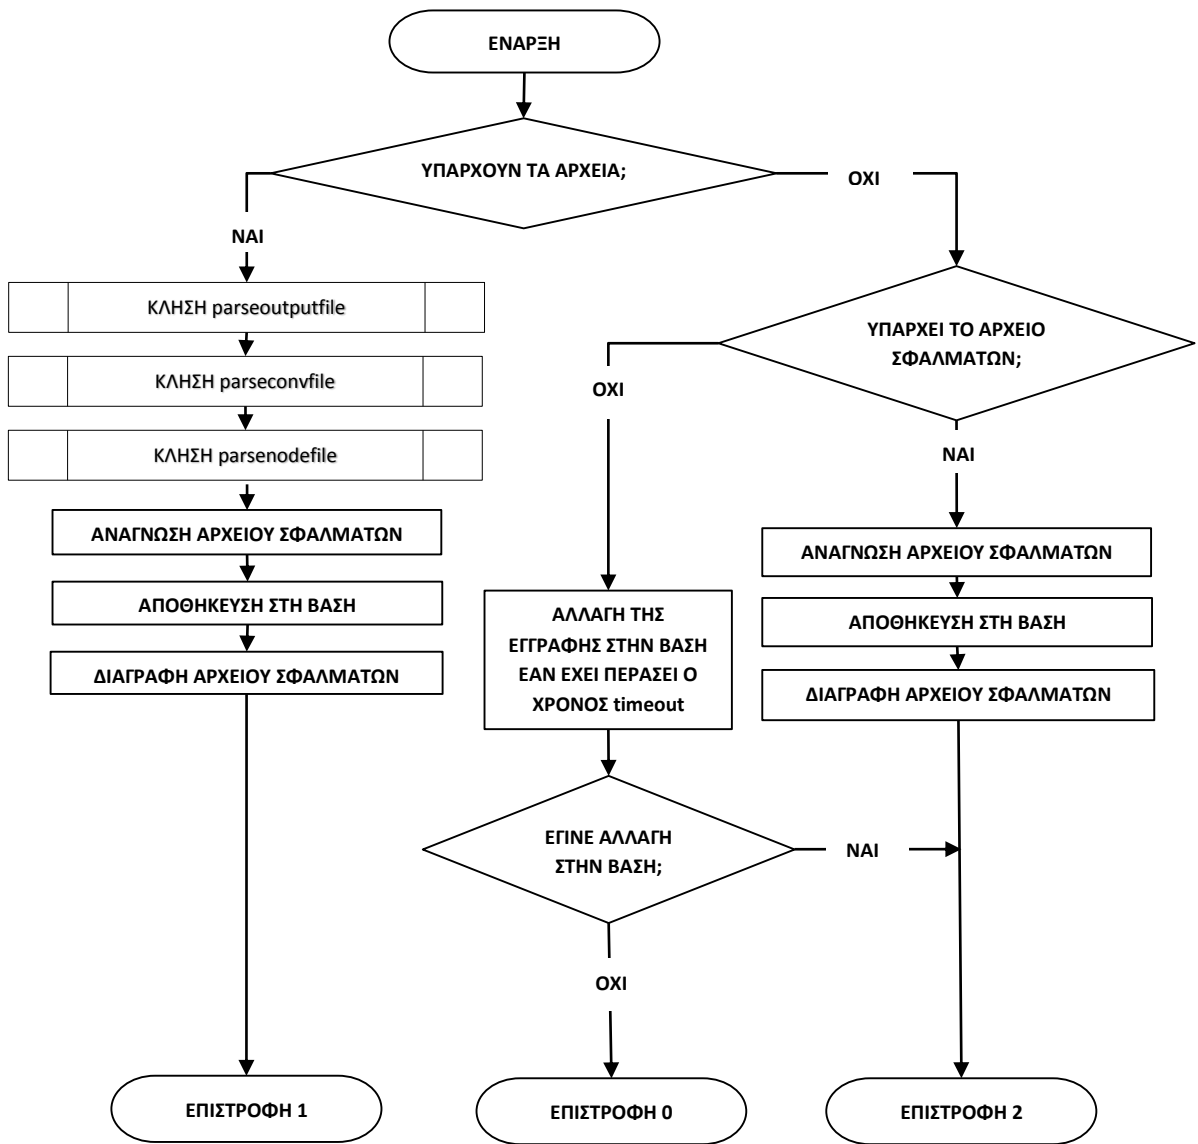 ΕΝΑΡΞΗ
ΥΠΑΡΧΟΥΝ ΤΑ ΑΡΧΕΙΑ;
ΟΧΙ
ΝΑΙ
ΚΛΗΣΗ parseoutputfile
ΥΠΑΡΧΕΙ ΤΟ ΑΡΧΕΙΟ
ΣΦΑΛΜΑΤΩΝ;
ΚΛΗΣΗ parseconvfile
ΟΧΙ
ΚΛΗΣΗ parsenodefile
ΝΑΙ
ΑΝΑΓΝΩΣΗ ΑΡΧΕΙΟΥ ΣΦΑΛΜΑΤΩΝ
ΑΝΑΓΝΩΣΗ ΑΡΧΕΙΟΥ ΣΦΑΛΜΑΤΩΝ
ΑΠΟΘΗΚΕΥΣΗ ΣΤΗ ΒΑΣΗ
ΑΛΛΑΓΗ ΤΗΣ
ΕΓΓΡΑΦΗΣ ΣΤΗΝ ΒΑΣΗ
ΕΑΝ ΕΧΕΙ ΠΕΡΑΣΕΙ Ο
ΧΡΟΝΟΣ timeout
ΑΠΟΘΗΚΕΥΣΗ ΣΤΗ ΒΑΣΗ
ΔΙΑΓΡΑΦΗ ΑΡΧΕΙΟΥ ΣΦΑΛΜΑΤΩΝ
ΔΙΑΓΡΑΦΗ ΑΡΧΕΙΟΥ ΣΦΑΛΜΑΤΩΝ
ΕΓΙΝΕ ΑΛΛΑΓΗ
ΣΤΗΝ ΒΑΣΗ;
ΝΑΙ
ΟΧΙ
ΕΠΙΣΤΡΟΦΗ 1
ΕΠΙΣΤΡΟΦΗ 0
ΕΠΙΣΤΡΟΦΗ 2